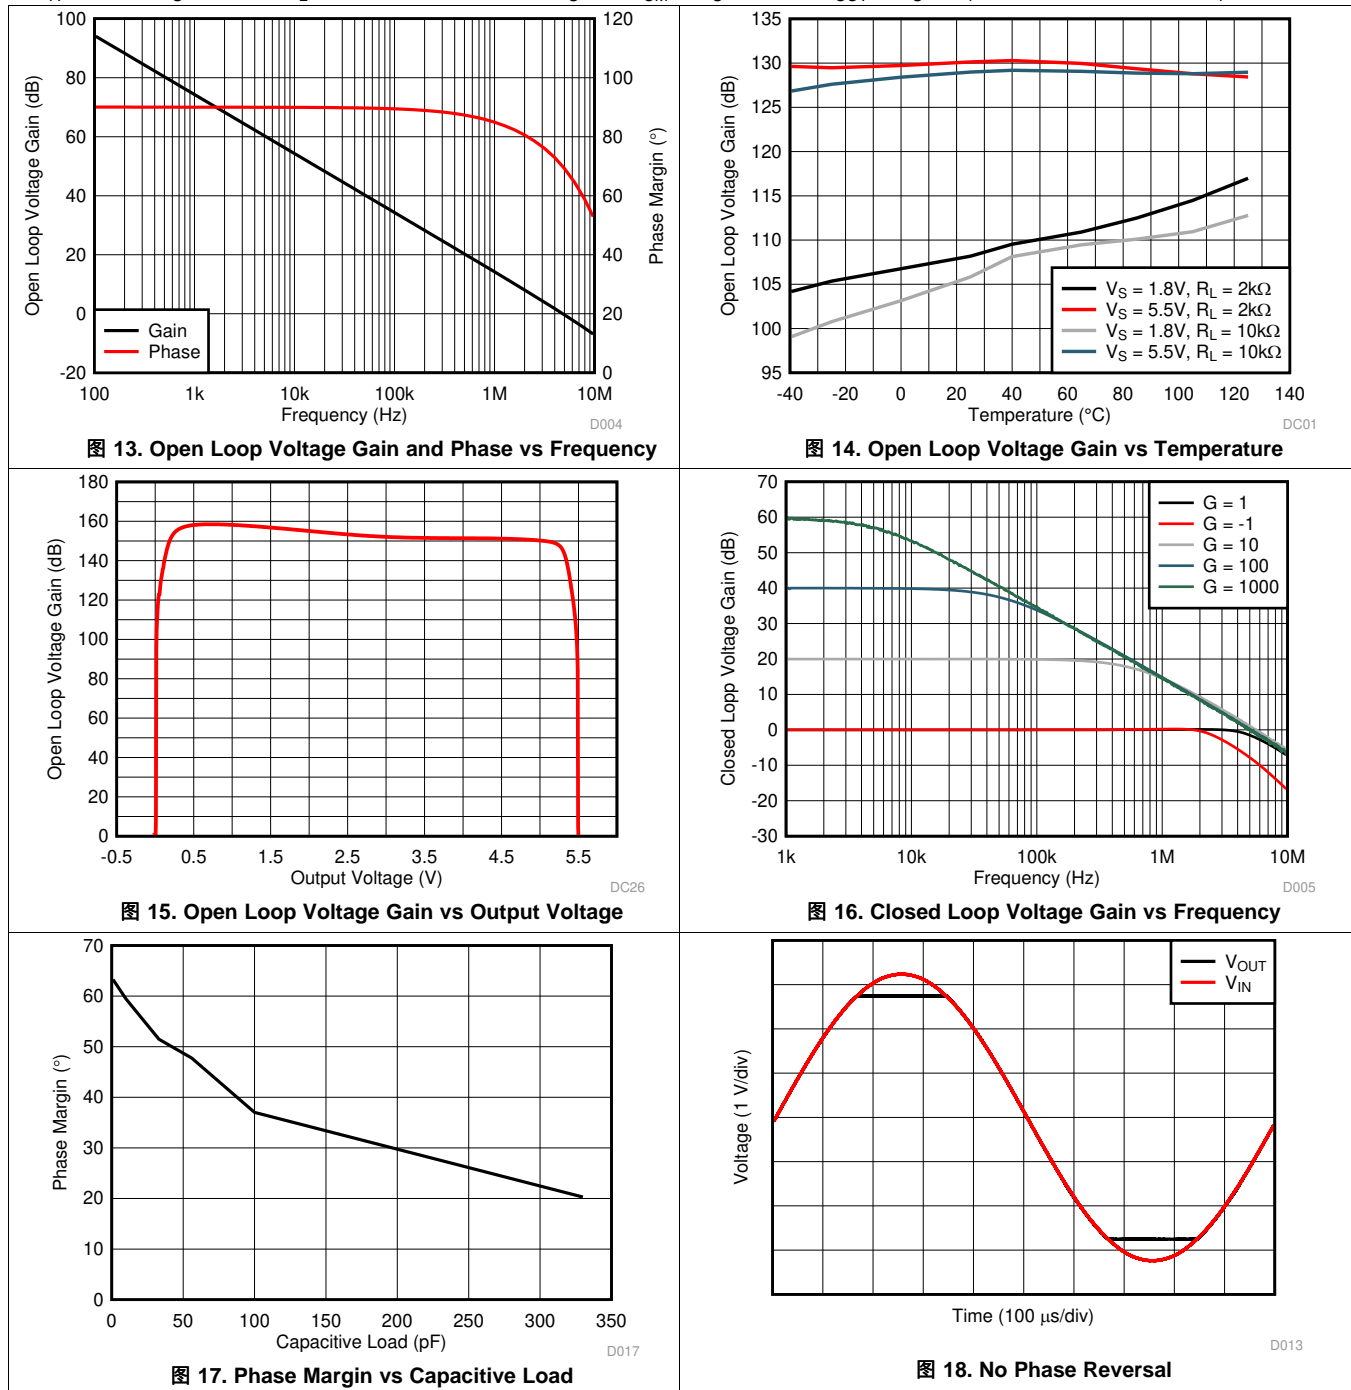 100
80
60
40
20
0
-20
Open Loop Voltage Gain (dB)
120
100
80
60
40
20
0
Phase Margin (°)
Gain
Phase
100 1k 10k 100k 1M 10M
Frequency (Hz)
D004
图 13. Open Loop Voltage Gain and Phase vs Frequency
135
130
125
120
115
110
105
100
95
Open Loop Voltage Gain (dB)
VS = 1.8V, RL = 2kΩ
VS = 5.5V, RL = 2kΩ
VS = 1.8V, RL = 10kΩ
VS = 5.5V, RL = 10kΩ
-40 -20 0 20 40 60 80 100 120 140
Temperature (°C)
DC01
图 14. Open Loop Voltage Gain vs Temperature
180
160
140
120
100
80
60
40
20
0
Open Loop Voltage Gain (dB)
-0.5 0.5 1.5 2.5 3.5 4.5 5.5
Output Voltage (V)
DC26
图 15. Open Loop Voltage Gain vs Output Voltage
70
60
50
40
30
20
10
0
-10
-20
-30
Closed Lopp Voltage Gain (dB)
G = 1
G = -1
G = 10
G = 100
G = 1000
1k 10k 100k 1M 10M
Frequency (Hz)
D005
图 16. Closed Loop Voltage Gain vs Frequency
70
60
50
40
30
20
10
0
Phase Margin (°)
0 50 100 150 200 250 300 350
Capacitive Load (pF)
D017
图 17. Phase Margin vs Capacitive Load
VOUT
VIN
Voltage (1 V/div)
Time (100 μs/div)
D013
图 18. No Phase Reversal